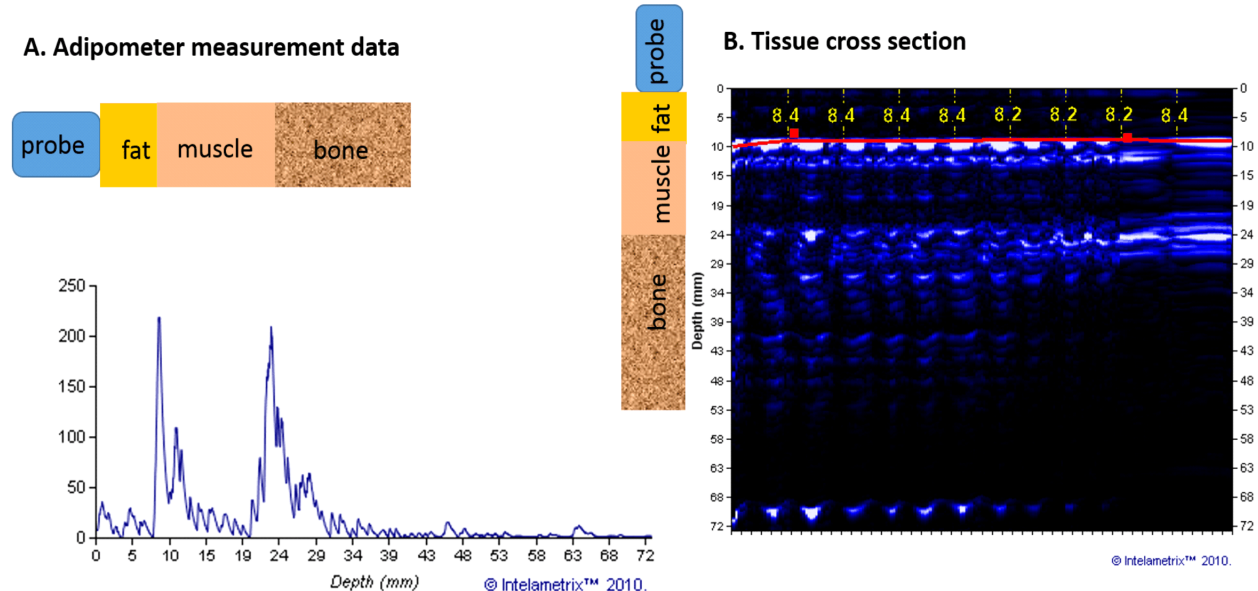 A. Adipometer measurement data
probe
fat
muscle
bone
250
200
150
100
50
0
0 5 10 15 19 24 29 34 39 43 48 53 58 63 68 72
Depth (mm)
© Intelametrix™ 2010.
B. Tissue cross section
probe
fat
muscle
bone
8.4 8.4 8.4 8.4 8.2 8.2 8.2 8.4
Depth (mm)
0 0
5 5
10 10
15 15
19 19
24 24
29 29
34 34
39 39
43 43
48 48
53 53
58 58
63 63
68 68
72 72
© Intelametrix™ 2010.